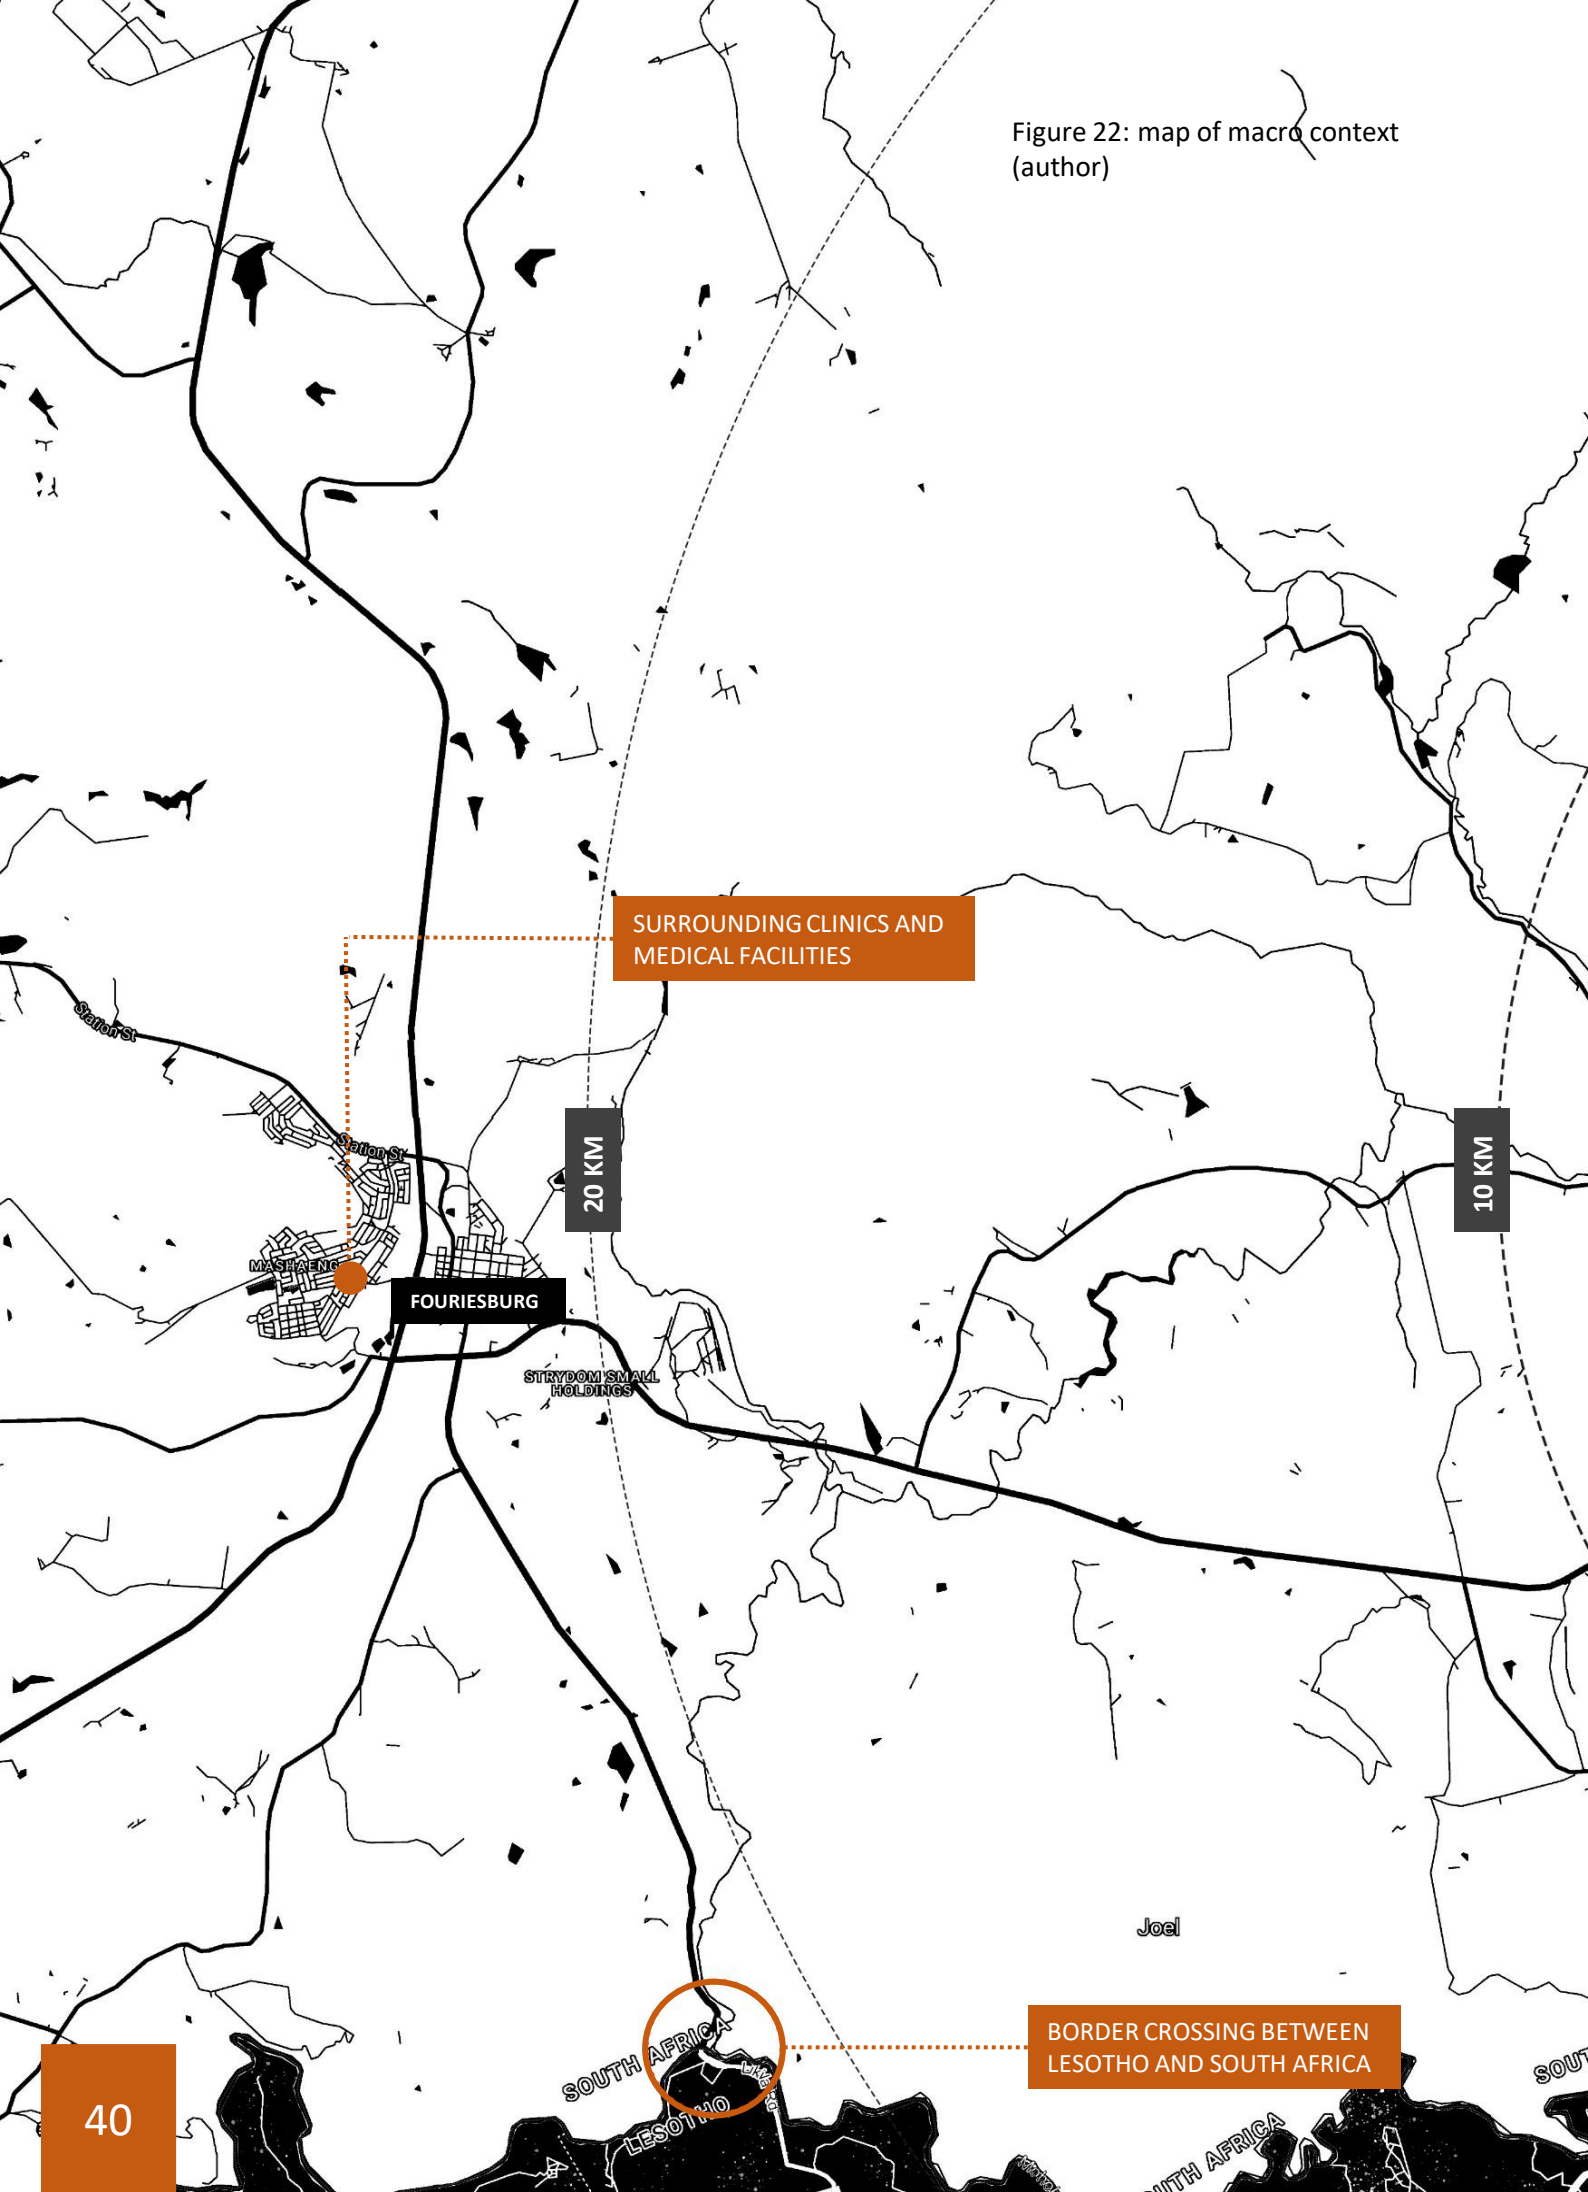 Figure 22: map of macro context
(author)
SURROUNDING CLINICS AND
MEDICAL FACILITIES
Station St
Station St
20 KM
10 KM
MASHAENG
FOURIESBURG
STRYDOM SMALL
HOLDINGS
Joel
BORDER CROSSING BETWEEN
LESOTHO AND SOUTH AFRICA
SOUTH AFRICA
LESOTHO
SOUT
UTH AFRICA
40